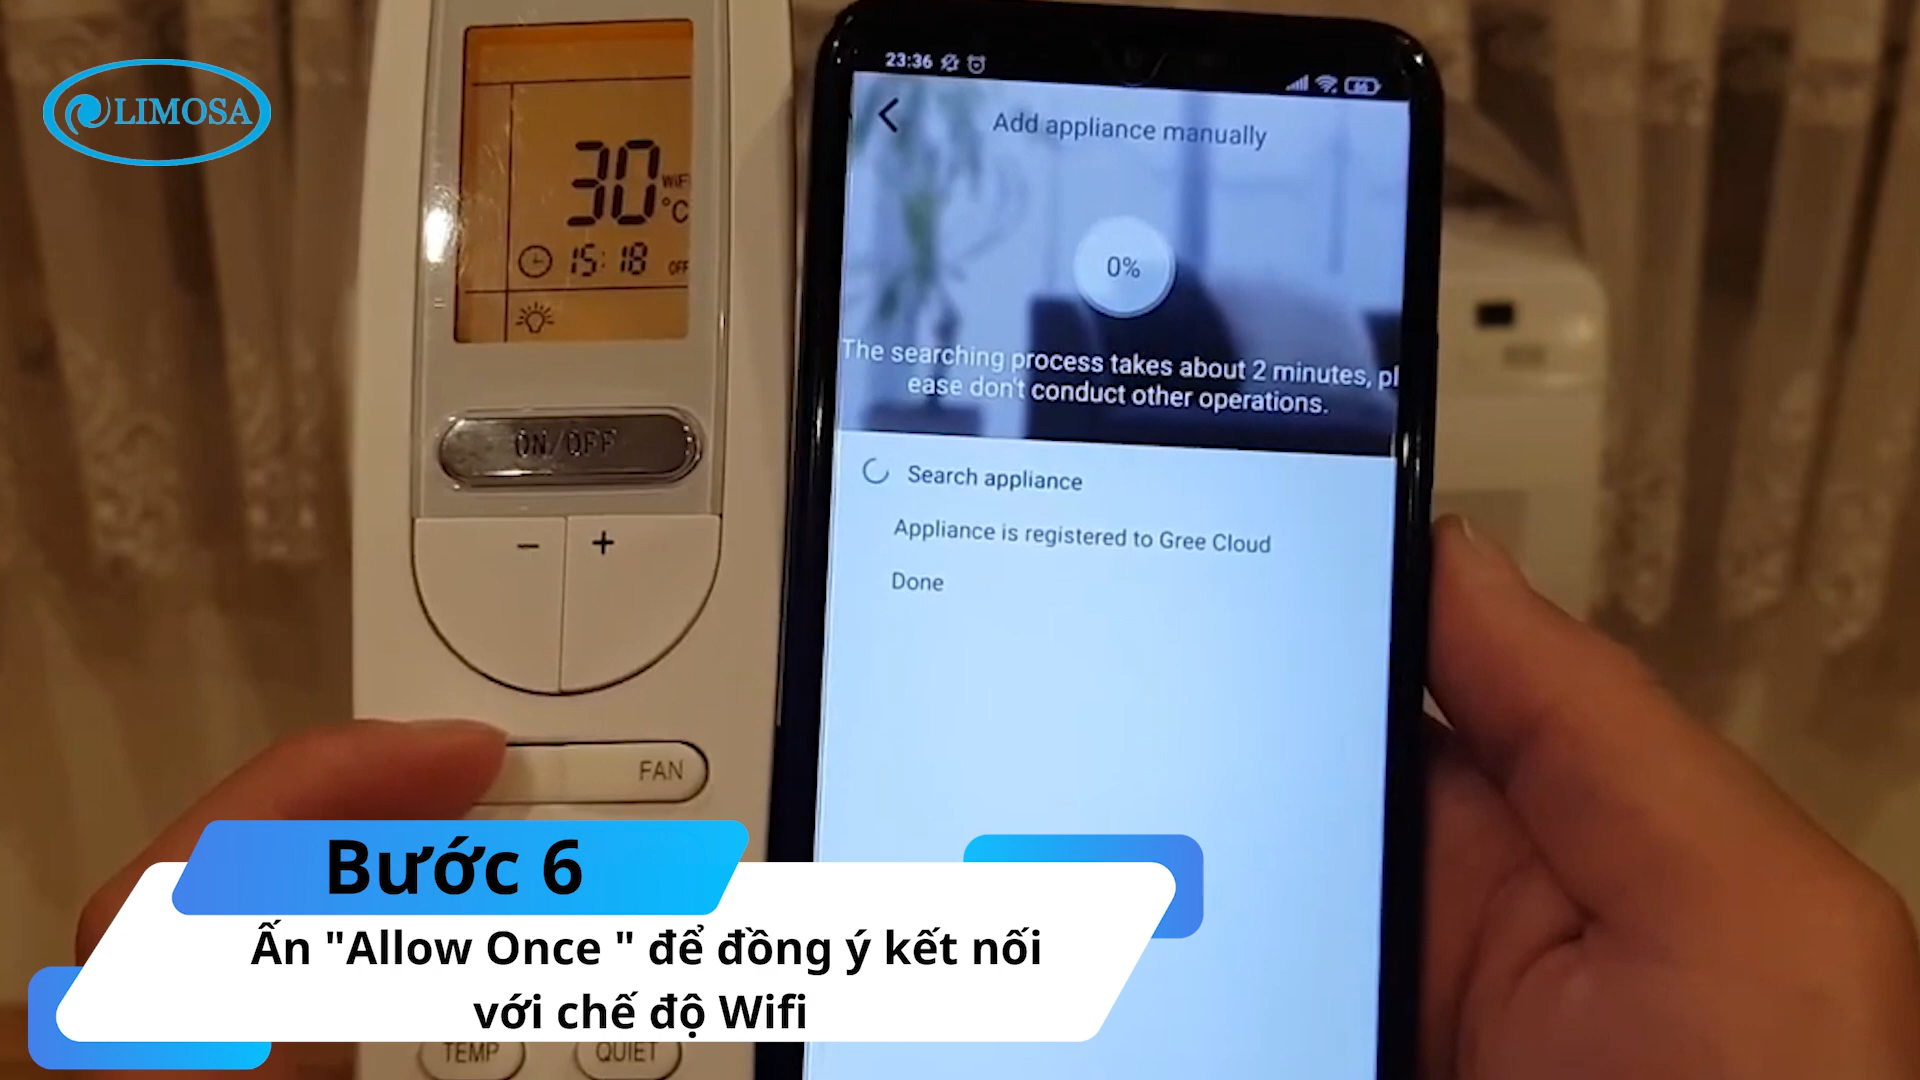 LIMOSA
30
WiFi
°C
15:18
OFF
ON/OFF
−
+
FAN
TEMP
QUIET
23:36
Add appliance manually
0%
The searching process takes about 2 minutes, pl
ease don't conduct other operations.
Search appliance
Appliance is registered to Gree Cloud
Done
Bước 6
Ấn "Allow Once " để đồng ý kết nối
với chế độ Wifi